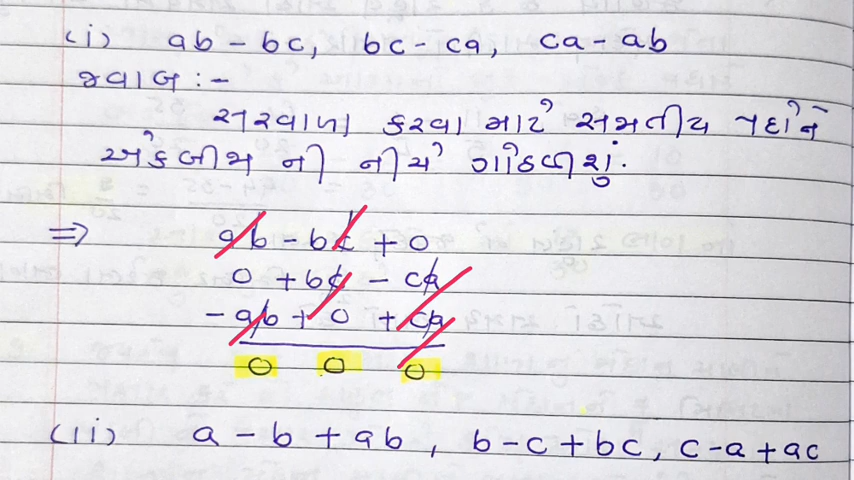 (i) ab - bc, bc - ca, ca - ab
જવાબ :-
સરવાળા કરવા માટે સમતીય પદોને
એકબીજા ની નીચે ગોઠવીશું.
⇒ ab - bc + 0
0 + bc - ca
- ab + 0 + ca
0 0 0
(ii) a - b + ab, b - c + bc, c - a + ac